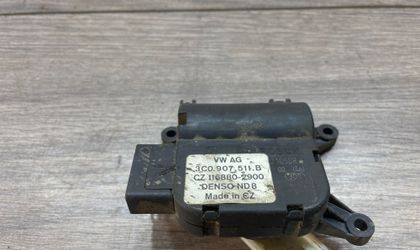 VW AG
3C0.907.511.B
CZ 116880-2900
DENSO-ND8
Made in CZ